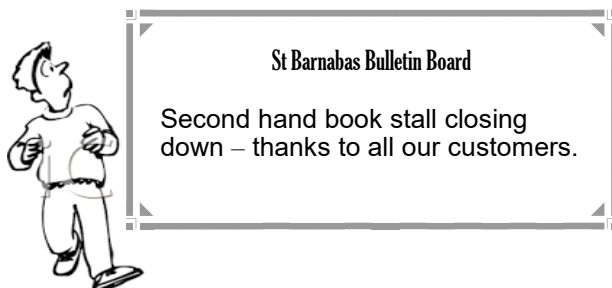 St Barnabas Bulletin Board
Second hand book stall closing
down – thanks to all our customers.